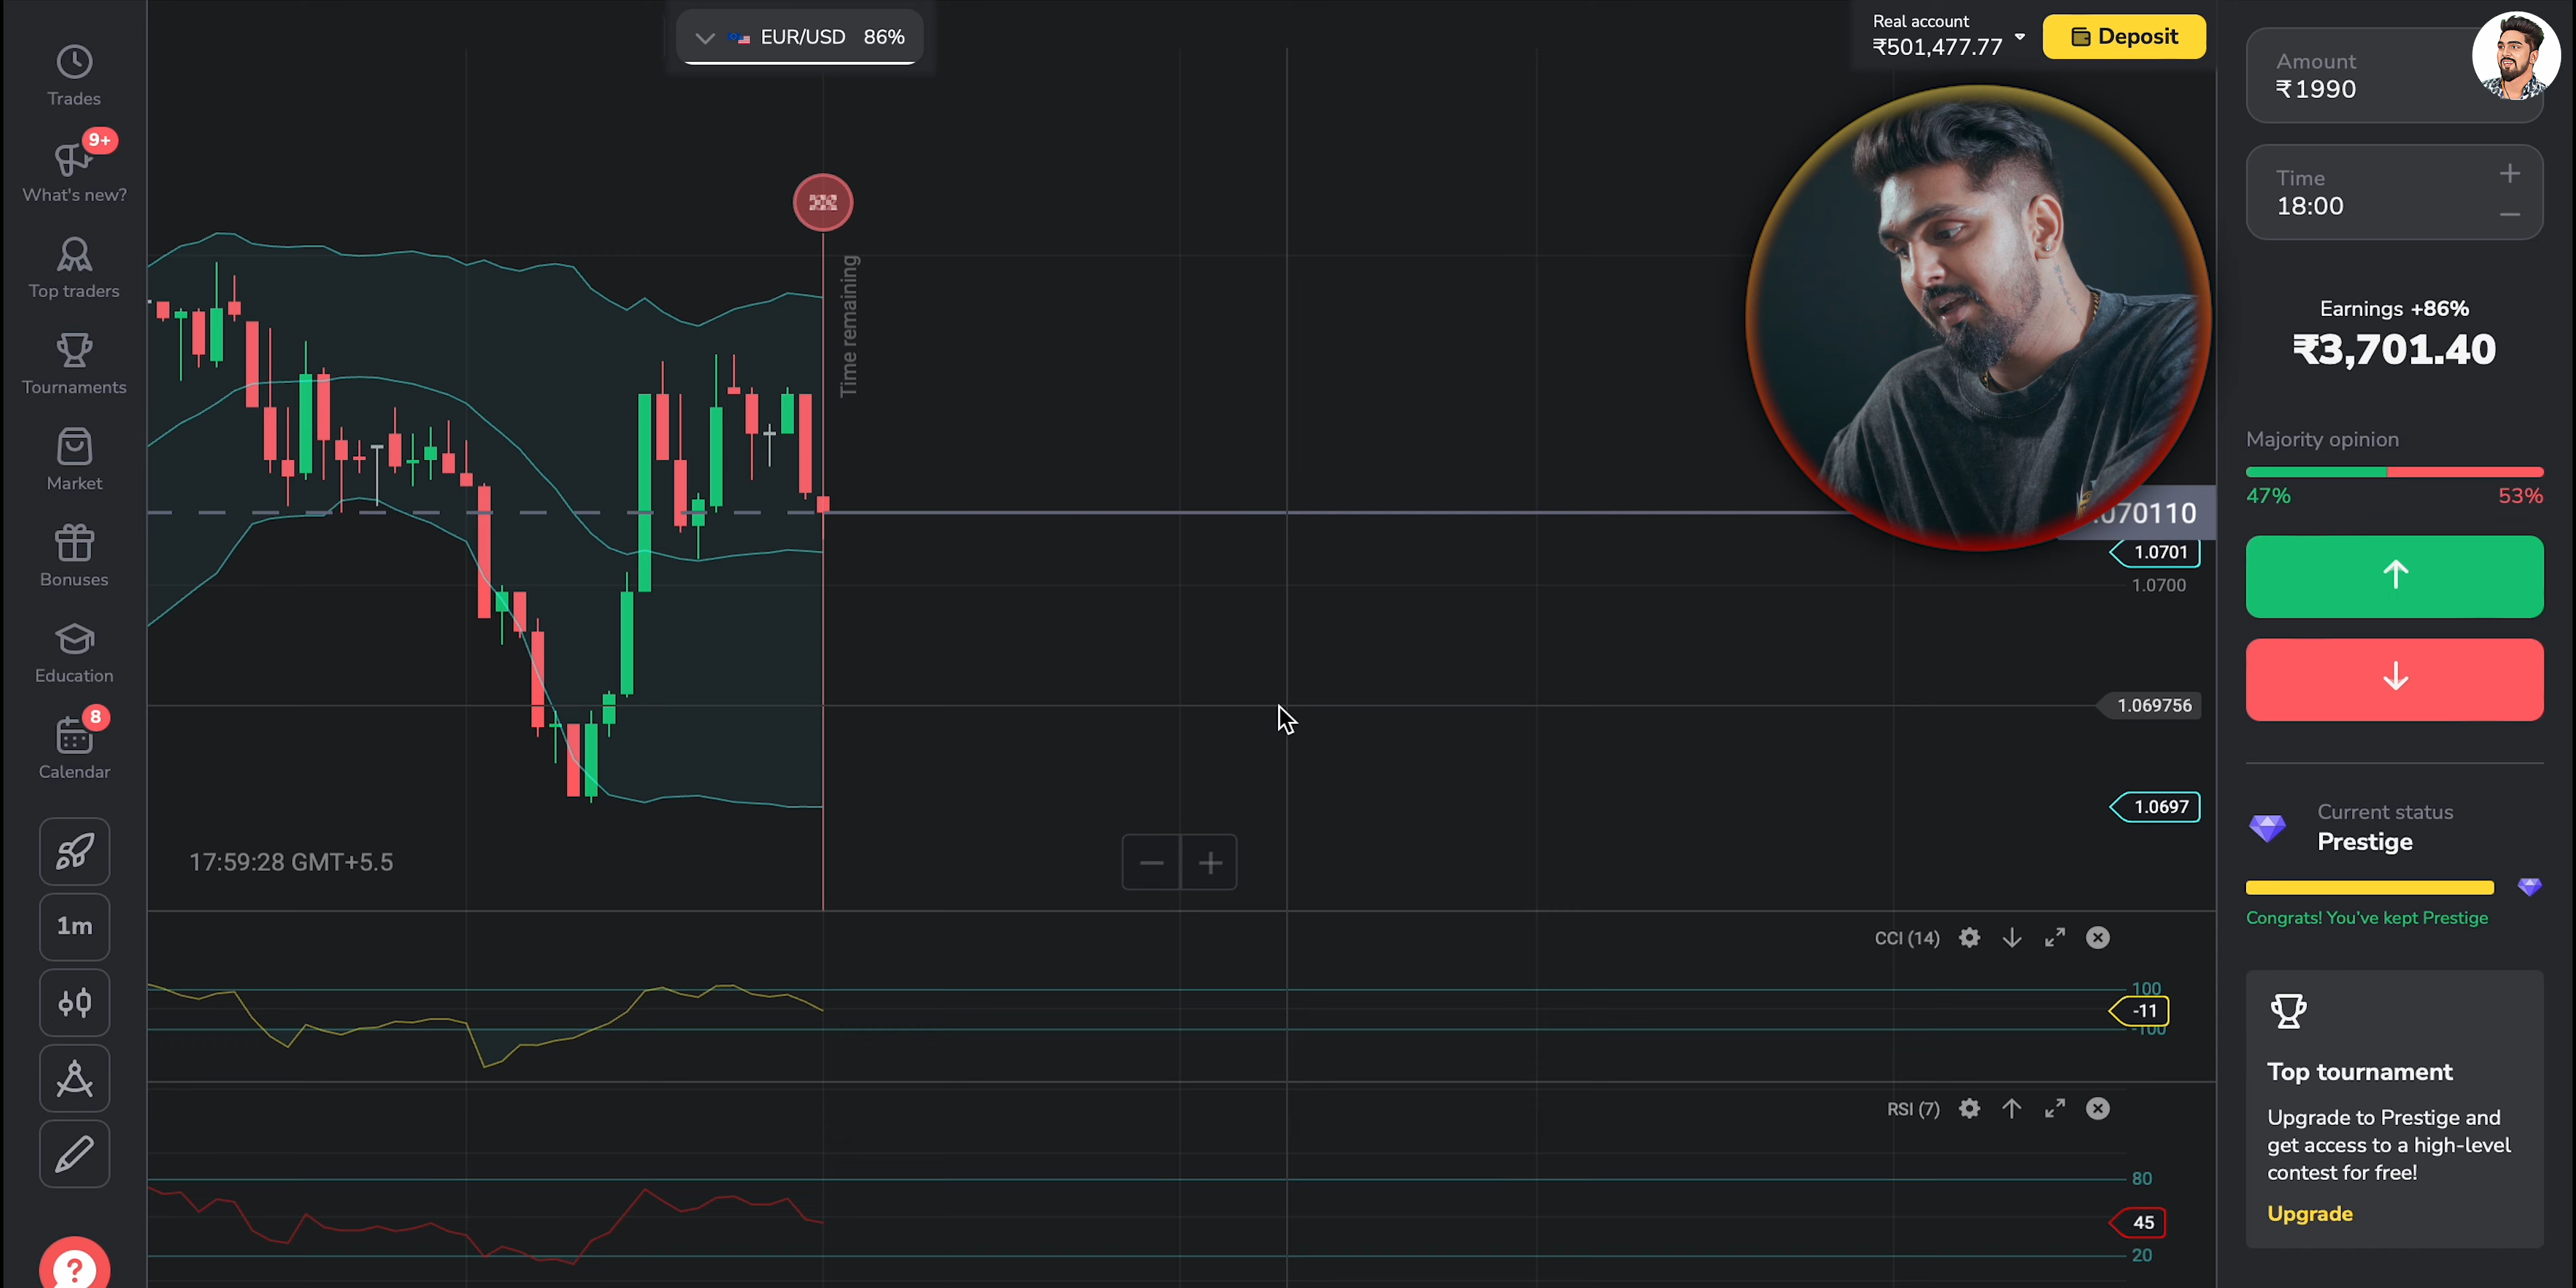 Trades
9+
What's new?
Top traders
Tournaments
Market
Bonuses
Education
8
Calendar
1m
?
EUR/USD 86%
Time remaining
17:59:28 GMT+5.5
Real account
₹501,477.77
Deposit
070110
1.0701
1.0700
1.069756
1.0697
CCI (14)
100
-11
-100
RSI (7)
80
45
20
Amount
₹1990
Time
18:00
Earnings +86%
₹3,701.40
Majority opinion
47% 53%
Current status
Prestige
Congrats! You've kept Prestige
Top tournament
Upgrade to Prestige and
get access to a high-level
contest for free!
Upgrade